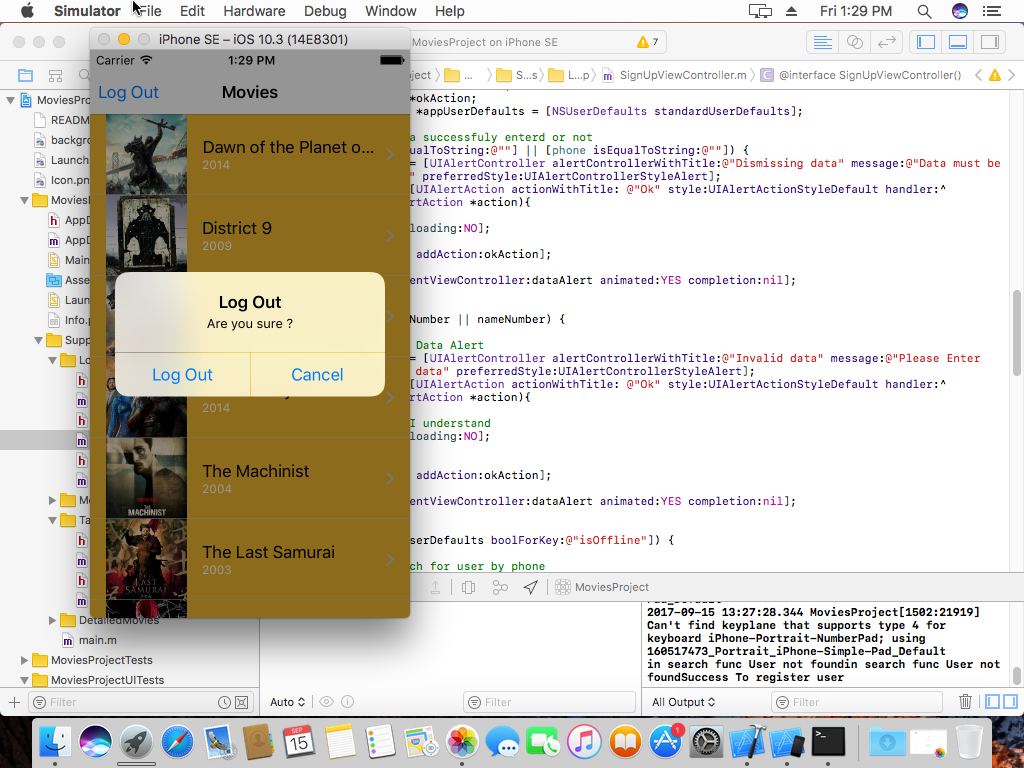 Simulator File Edit Hardware Debug Window Help Fri 1:29 PM
iPhone SE – iOS 10.3 (14E8301)
MoviesProject on iPhone SE 7
Carrier 1:29 PM
Log Out Movies
Dawn of the Planet o...
2014
District 9
2009
Log Out
Are you sure ?
Log Out Cancel
2014
The Machinist
2004
THE MACHINIST
The Last Samurai
2003
LAST SAMURAI
... S...s L...p SignUpViewController.m @interface SignUpViewController()
MoviesPro
READM
backgro
Launch
Icon.pn
Movies
AppD
AppD
Main
Asse
Laun
Info.p
Supp
Lo
Mo
Ta
DetailedMovies
main.m
MoviesProjectTests
MoviesProjectUITests
Filter
*okAction;
*appUserDefaults = [NSUserDefaults standardUserDefaults];
a successfuly enterd or not
ualToString:@""] || [phone isEqualToString:@""]) {
= [UIAlertController alertControllerWithTitle:@"Dismissing data" message:@"Data must be
" preferredStyle:UIAlertControllerStyleAlert];
[UIAlertAction actionWithTitle: @"Ok" style:UIAlertActionStyleDefault handler:^
rtAction *action){
loading:NO];
addAction:okAction];
entViewController:dataAlert animated:YES completion:nil];
Number || nameNumber) {
Data Alert
= [UIAlertController alertControllerWithTitle:@"Invalid data" message:@"Please Enter
data" preferredStyle:UIAlertControllerStyleAlert];
[UIAlertAction actionWithTitle: @"Ok" style:UIAlertActionStyleDefault handler:^
rtAction *action){
I understand
loading:NO];
addAction:okAction];
entViewController:dataAlert animated:YES completion:nil];
serDefaults boolForKey:@"isOffline"]) {
ch for user by phone
MoviesProject
2017-09-15 13:27:28.344 MoviesProject[1502:21919]
Can't find keyplane that supports type 4 for
keyboard iPhone-Portrait-NumberPad; using
160517473_Portrait_iPhone-Simple-Pad_Default
in search func User not foundin search func User not
foundSuccess To register user
Auto Filter All Output Filter
SEP
15
1